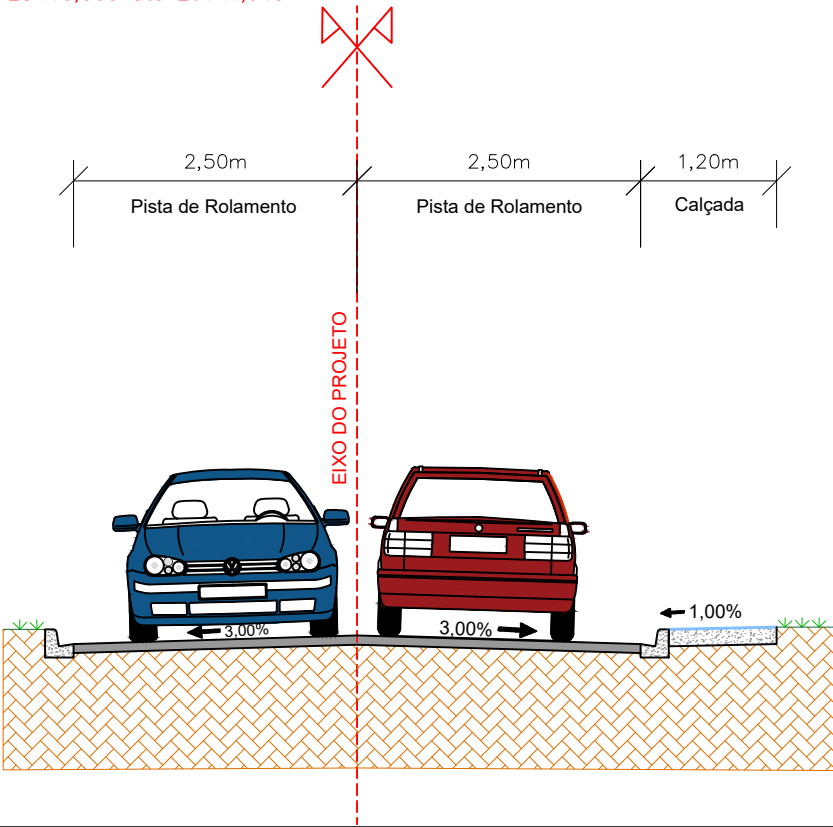 2,50m
2,50m
1,20m
Pista de Rolamento
Pista de Rolamento
Calçada
EIXO DO PROJETO
1,00%
3,00%
3,00%